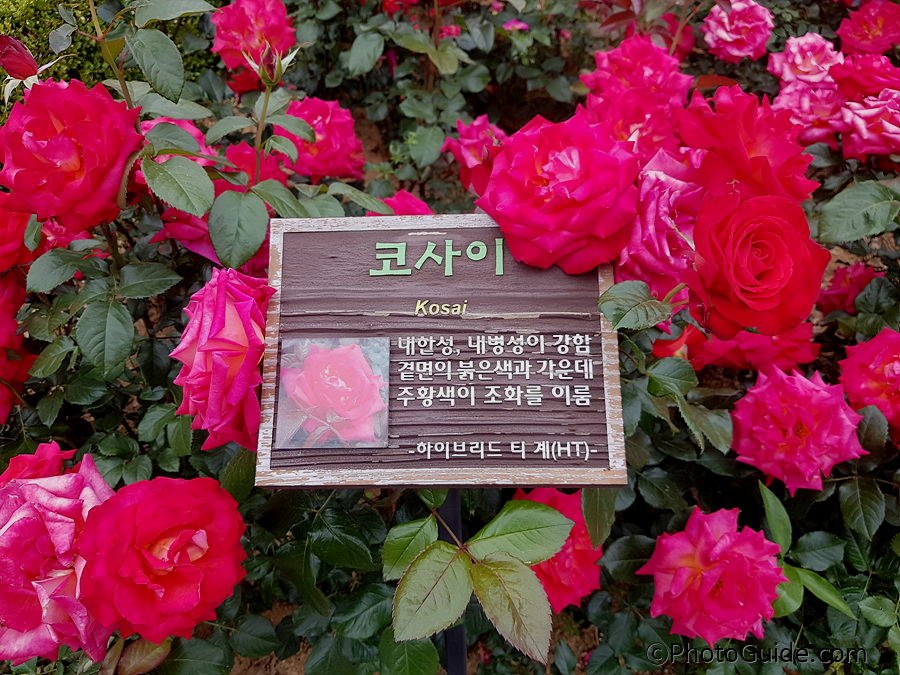 코사이
Kosai
내한성, 내병성이 강함
겉면의 붉은색과 가운데
주황색이 조화를 이룸
-하이브리드 티 계(HT)-
©PhotoGuide.com